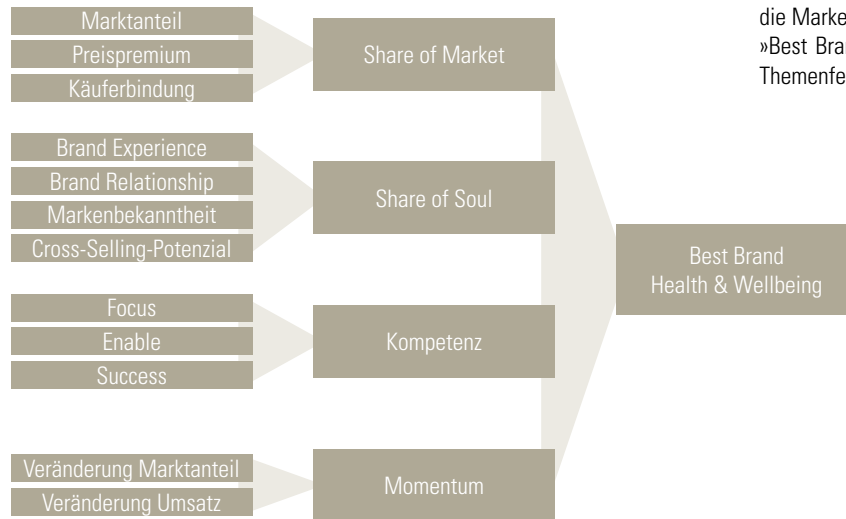 Marktanteil
Preispremium
Käuferbindung
Share of Market
Brand Experience
Brand Relationship
Markenbekanntheit
Cross-Selling-Potenzial
Share of Soul
Focus
Enable
Success
Kompetenz
Veränderung Marktanteil
Veränderung Umsatz
Momentum
Best Brand
Health & Wellbeing
die Marke
»Best Bra
Themenfe